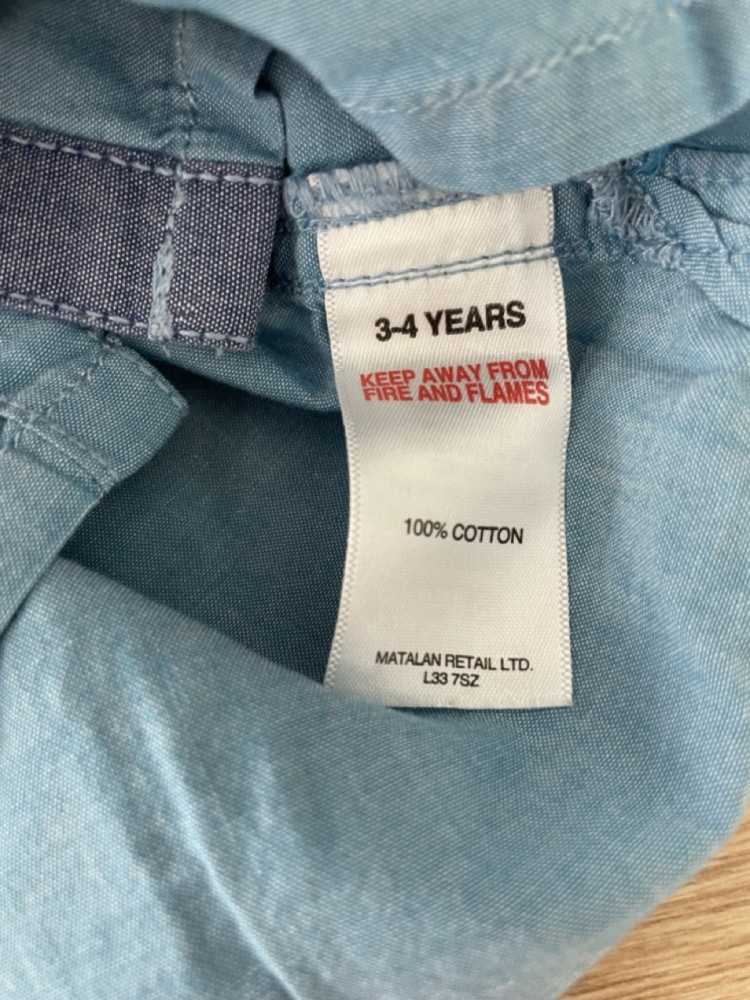 3-4 YEARS
KEEP AWAY FROM
FIRE AND FLAMES
100% COTTON
MATALAN RETAIL LTD.
L33 7SZ